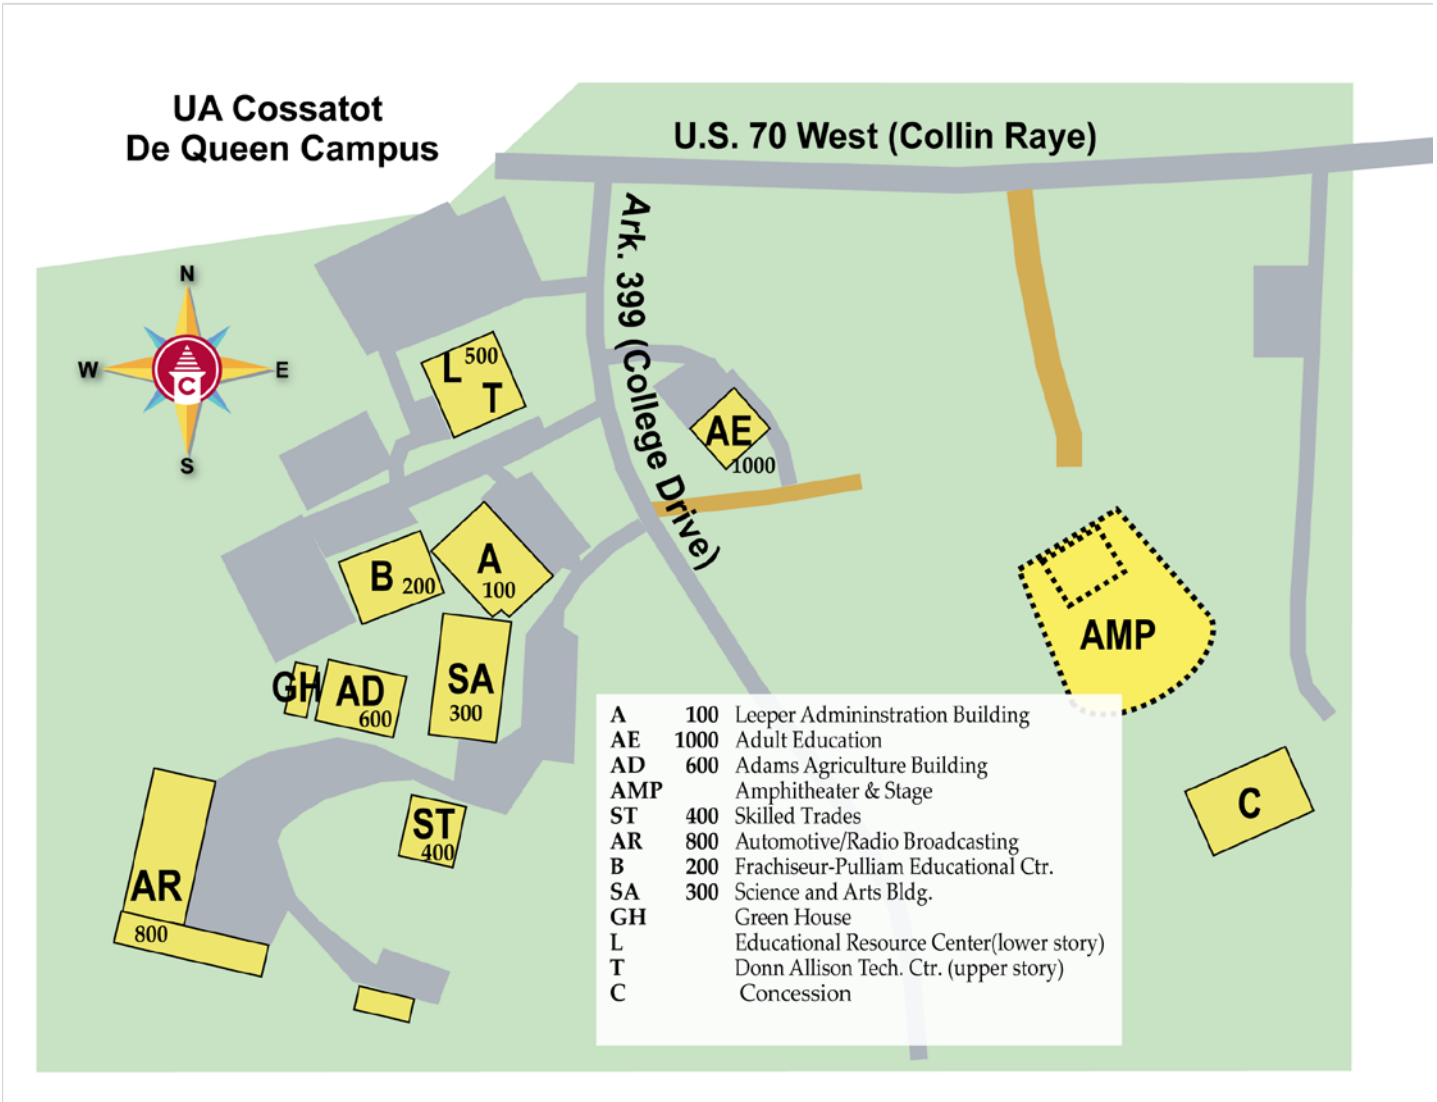 UA Cossatot
De Queen Campus
U.S. 70 West (Collin Raye)
Ark. 399 (College Drive)
N
W
E
S
C
L 500
T
AE
1000
A
100
B 200
GH
AD
600
SA
300
AMP
ST
400
AR
800
C
A 100 Leeper Admininstration Building
AE 1000 Adult Education
AD 600 Adams Agriculture Building
AMP Amphitheater & Stage
ST 400 Skilled Trades
AR 800 Automotive/Radio Broadcasting
B 200 Frachiseur-Pulliam Educational Ctr.
SA 300 Science and Arts Bldg.
GH Green House
L Educational Resource Center(lower story)
T Donn Allison Tech. Ctr. (upper story)
C Concession